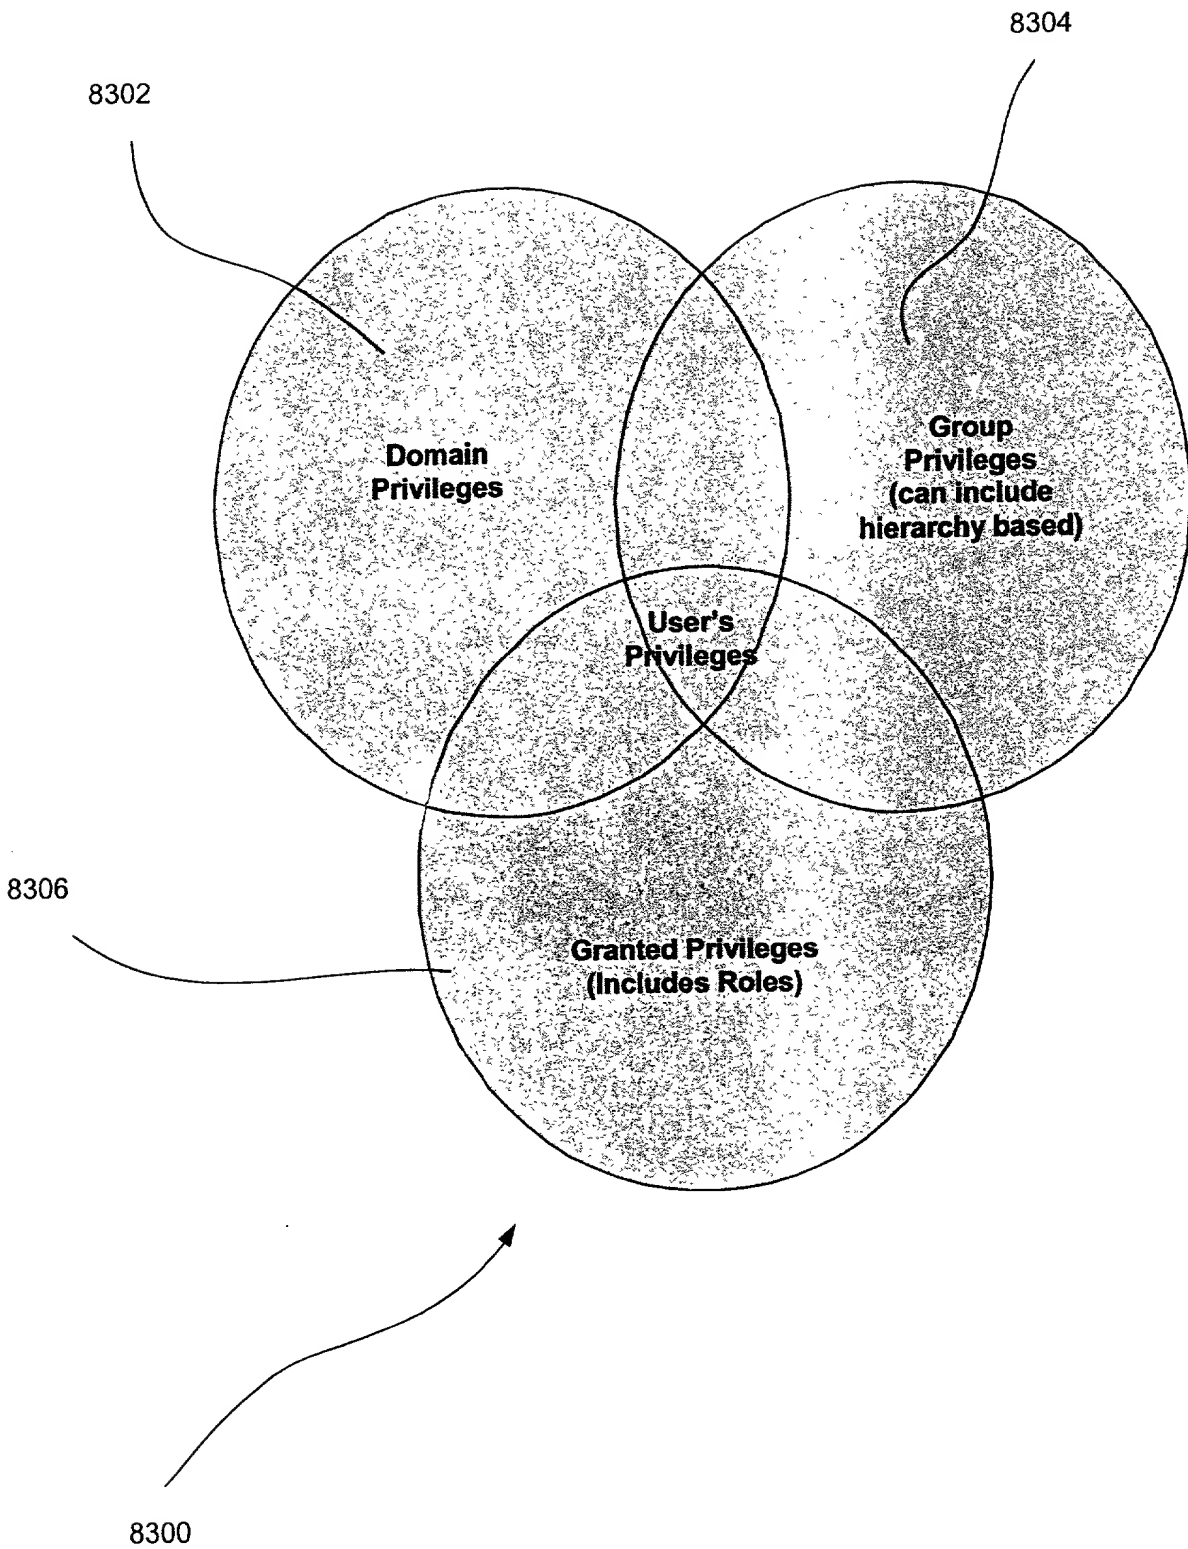 8304
8302
Group
Privileges
(can include
hierarchy based)
Domain
Privileges
User's
Privileges
8306
Granted Privileges
(Includes Roles)
8300